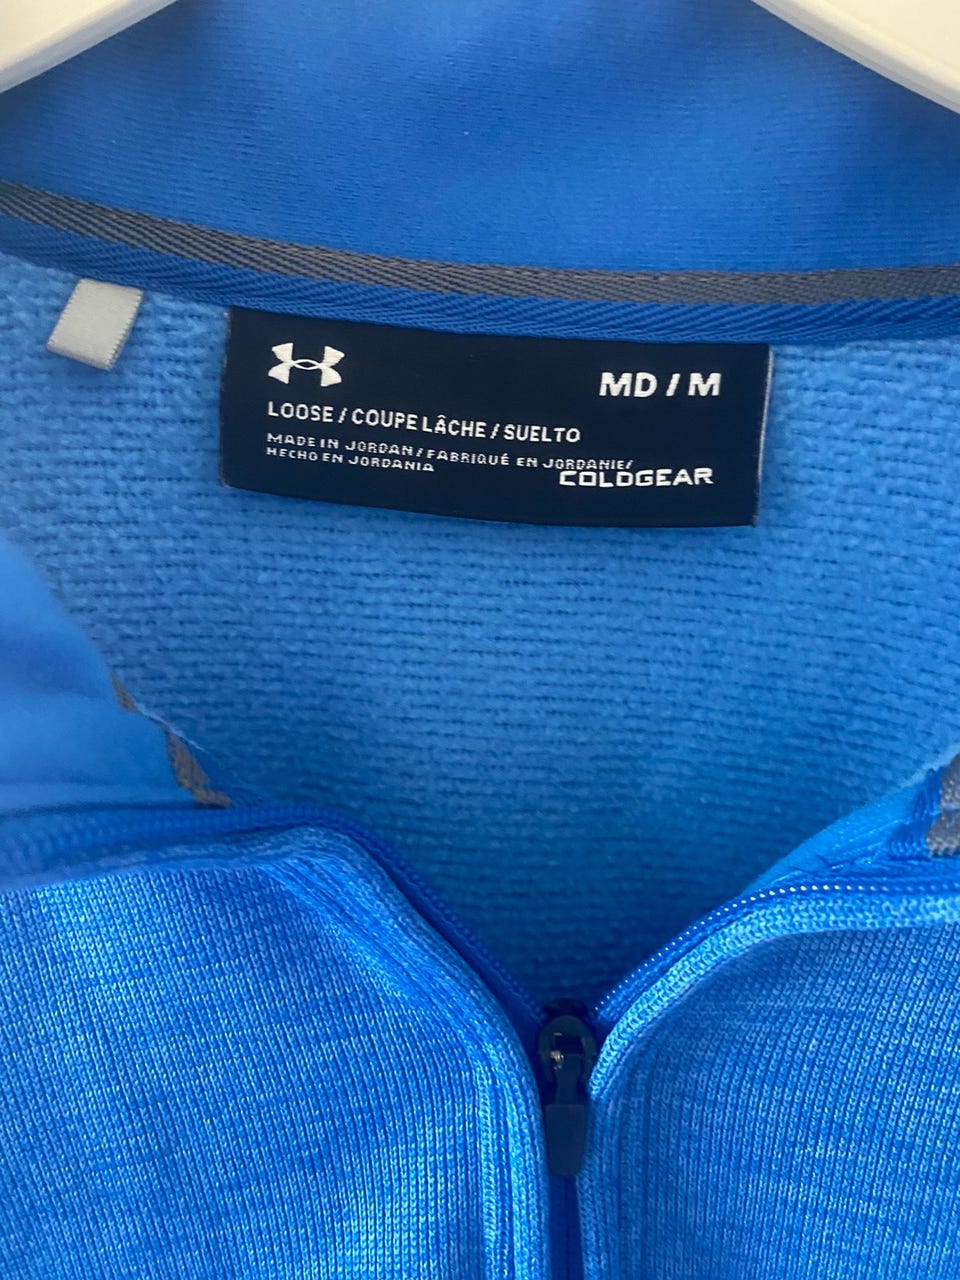 MD / M
LOOSE / COUPE LÂCHE / SUELTO
MADE IN JORDAN / FABRIQUÉ EN JORDANIE/
HECHO EN JORDANIA
COLDGEAR